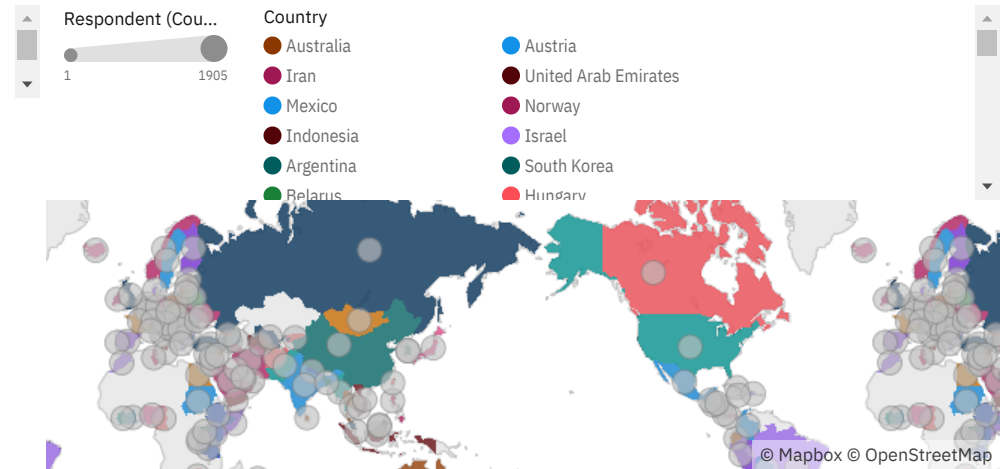 Respondent (Cou...
1 1905
Country
Australia Austria
Iran United Arab Emirates
Mexico Norway
Indonesia Israel
Argentina South Korea
Belarus Hungary
© Mapbox © OpenStreetMap